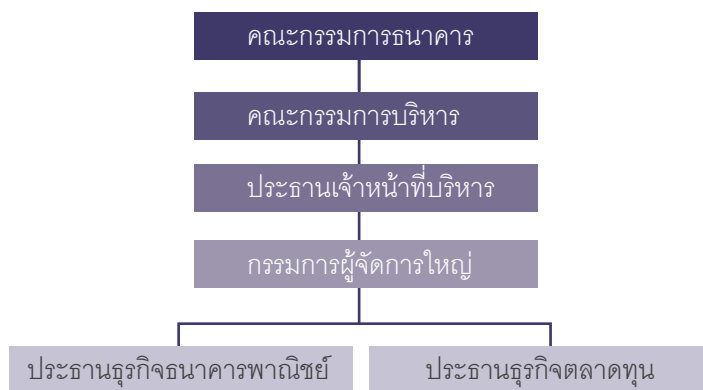 คณะกรรมการธนาคาร
คณะกรรมการบริหาร
ประธานเจ้าหน้าที่บริหาร
กรรมการผู้จัดการใหญ่
ประธานธุรกิจธนาคารพาณิชย์
ประธานธุรกิจตลาดทุน